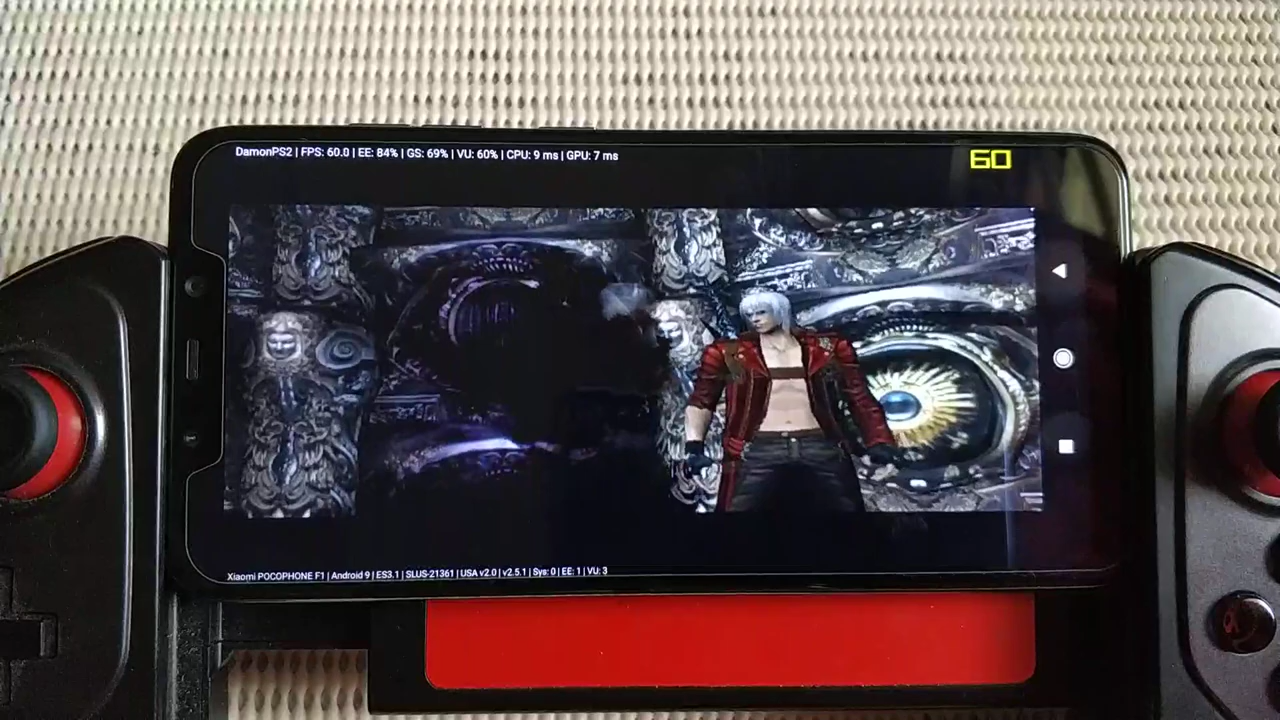 DamonPS2 | FPS: 60.0 | EE: 84% | GS: 69% | VU: 60% | CPU: 9 ms | GPU: 7 ms
60
Xiaomi POCOPHONE F1 | Android 9 | ES3.1 | SLUS-21361 | USA v2.0 | v2.5.1 | Sys: 0 | EE: 1 | VU: 3